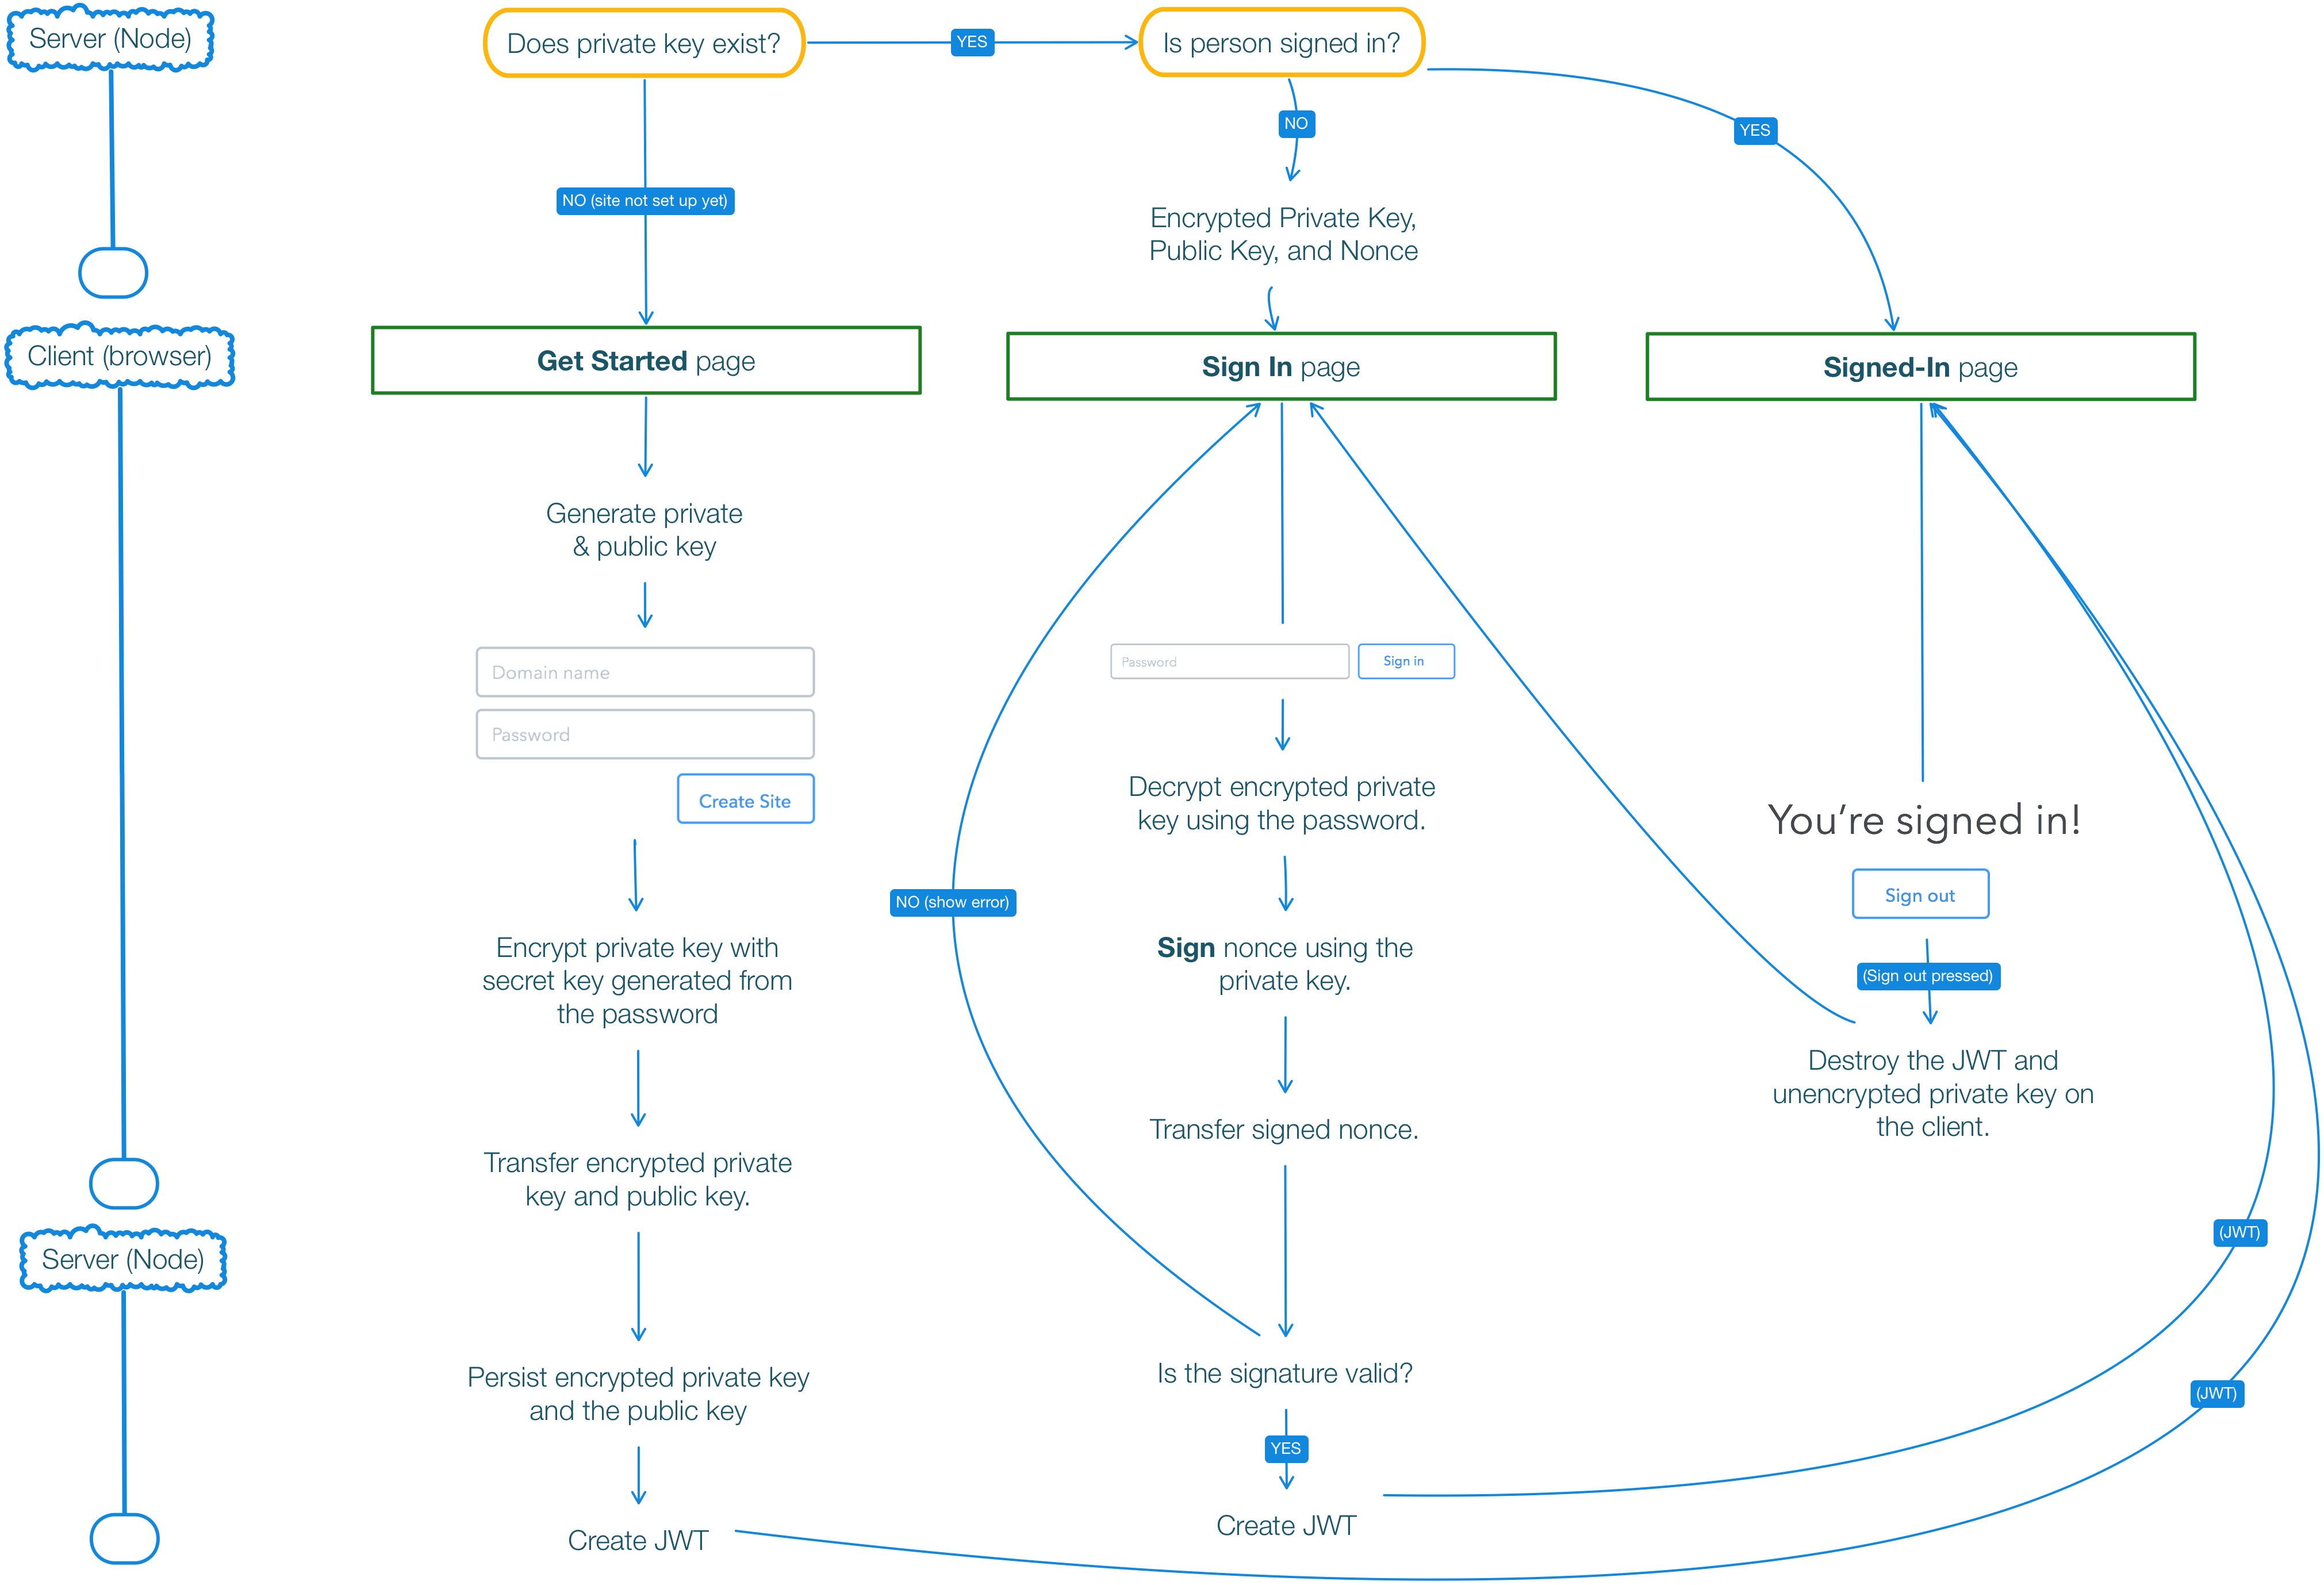 Server (Node)
Does private key exist?
YES
Is person signed in?
NO
YES
NO (site not set up yet)
Encrypted Private Key,
Public Key, and Nonce
Client (browser)
Get Started page
Sign In page
Signed-In page
Generate private
& public key
Domain name
Password
Create Site
Password
Sign in
Decrypt encrypted private
key using the password.
You're signed in!
Sign out
NO (show error)
Encrypt private key with
secret key generated from
the password
Sign nonce using the
private key.
(Sign out pressed)
Destroy the JWT and
unencrypted private key on
the client.
Transfer encrypted private
key and public key.
Transfer signed nonce.
Server (Node)
(JWT)
Persist encrypted private key
and the public key
Is the signature valid?
(JWT)
YES
Create JWT
Create JWT